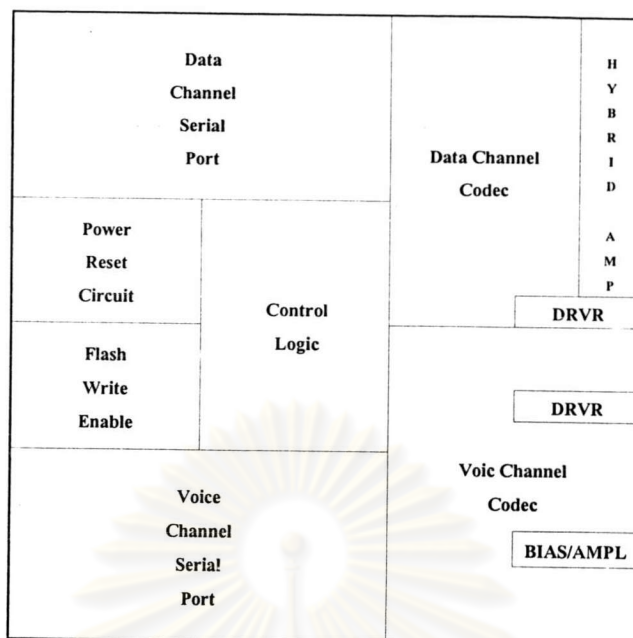 Data
Channel
Serial
Port
Data Channel
Codec
H
Y
B
R
I
D
A
M
P
DRVR
Power
Reset
Circuit
Control
Logic
Flash
Write
Enable
DRVR
Voic Channel
Codec
BIAS/AMPL
Voice
Channel
Seria!
Port